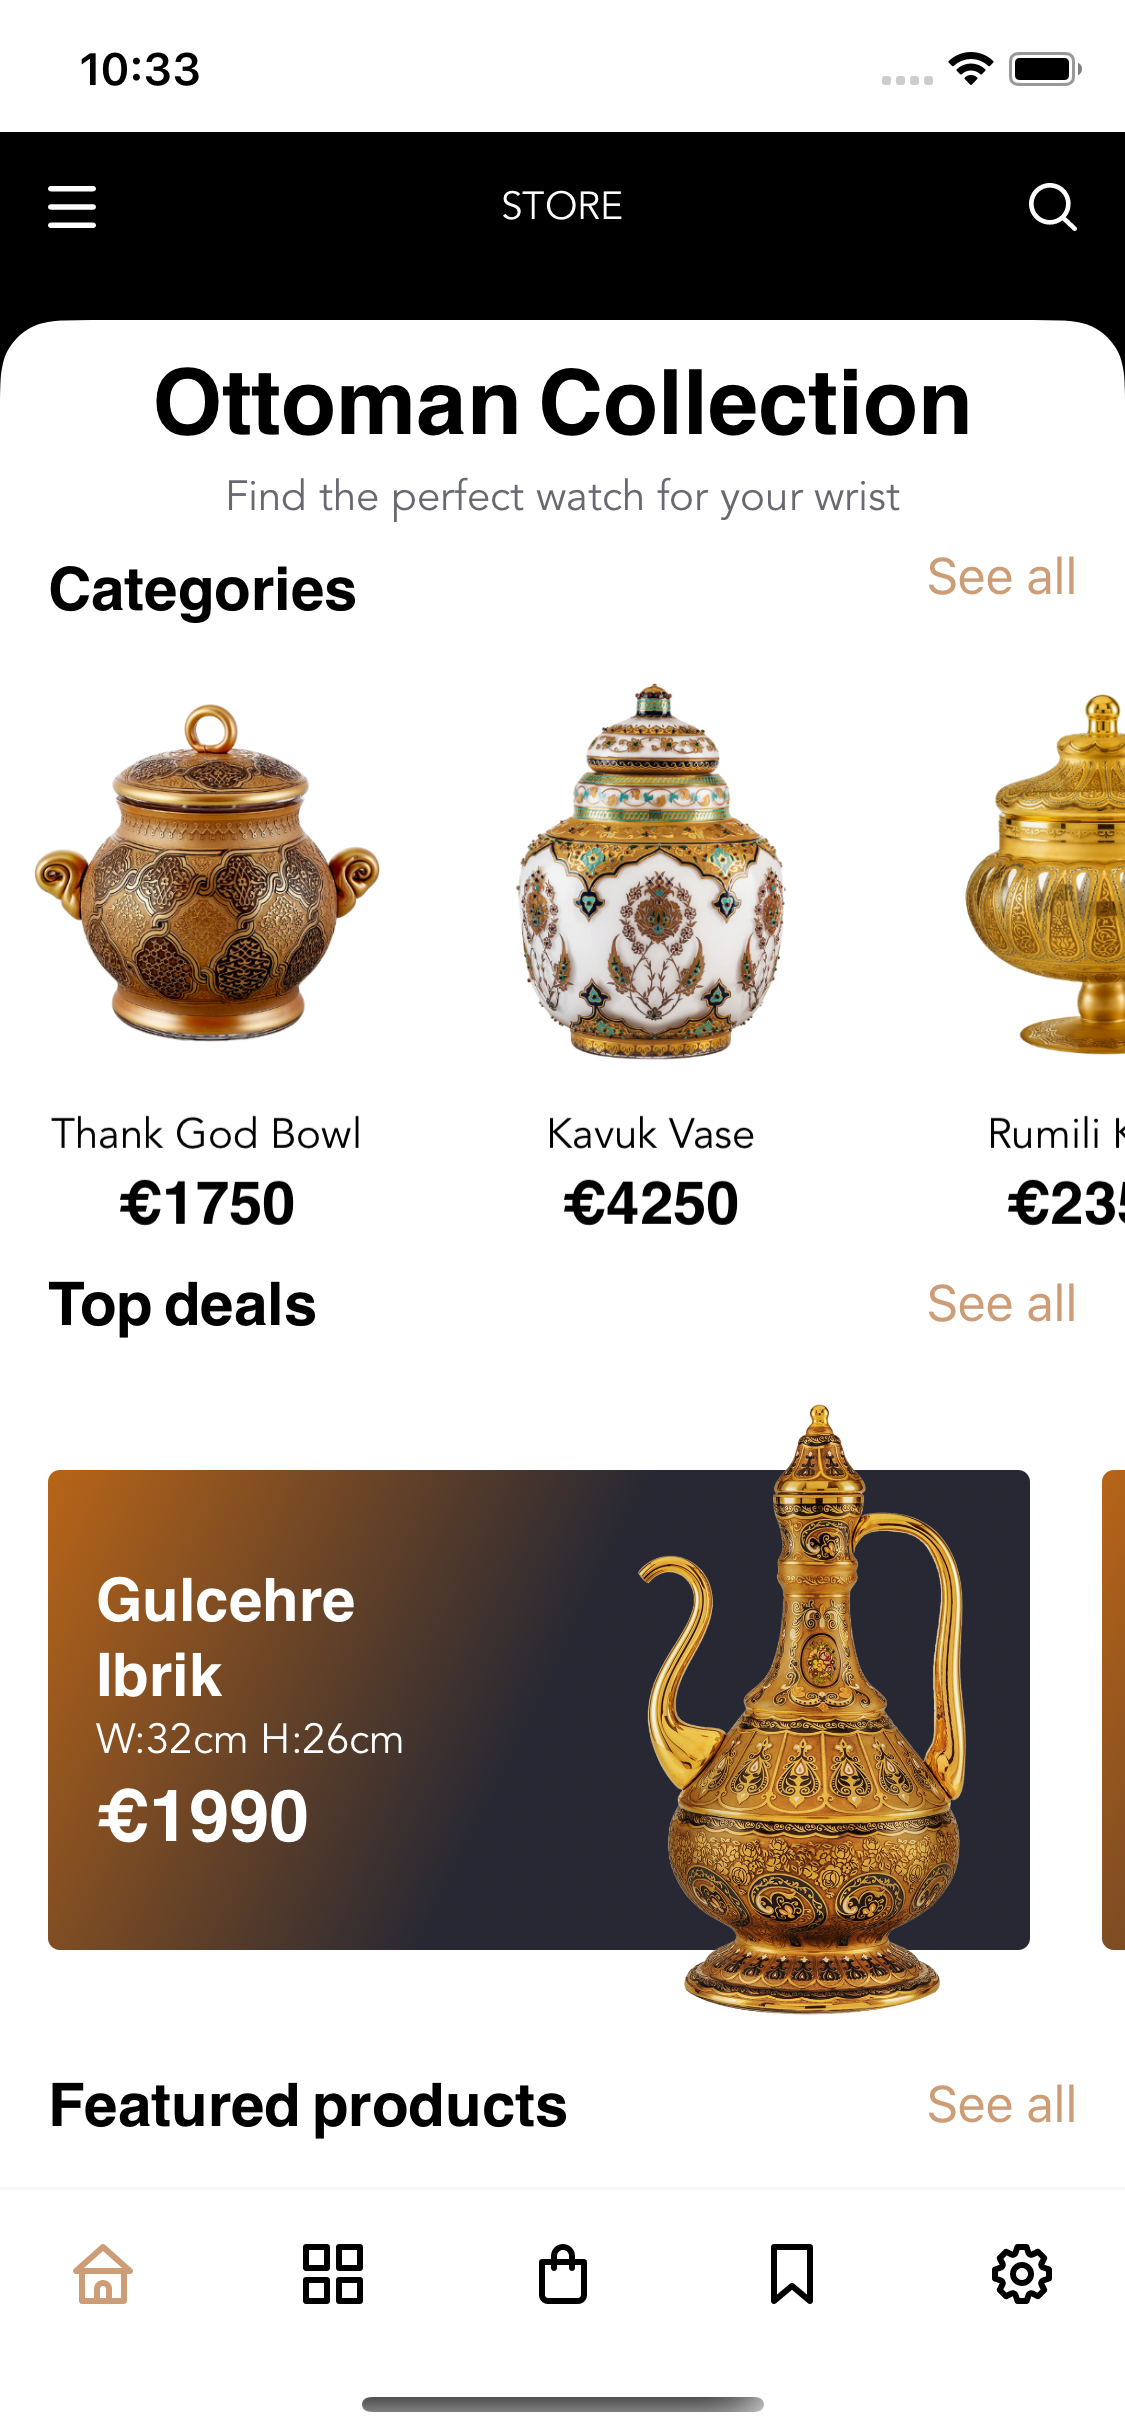 10:33
STORE
Ottoman Collection
Find the perfect watch for your wrist
Categories
See all
Thank God Bowl
Kavuk Vase
Rumili
€1750
€4250
Top deals
See all
Gulcehre
Ibrik
W:32cm H:26cm
€1990
Featured products
See all